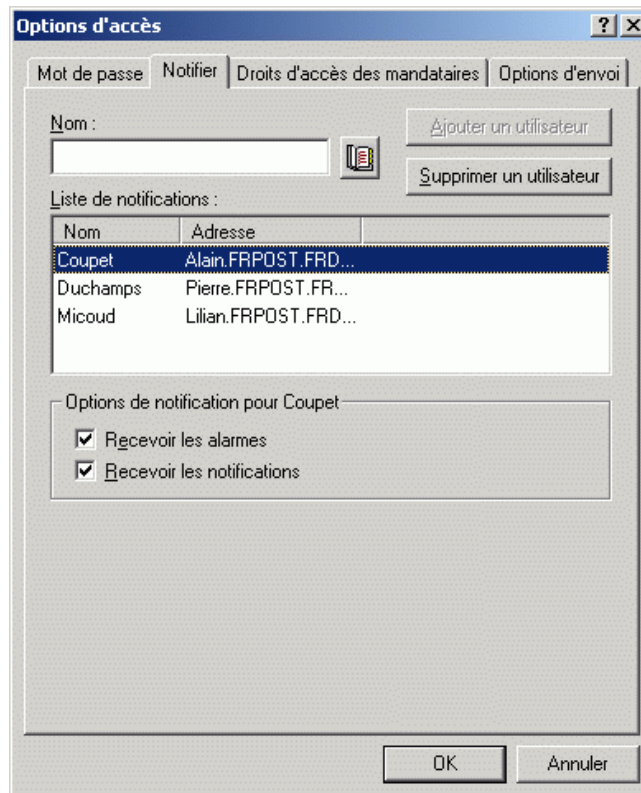 Options d'accès
Mot de passe Notifier Droits d'accès des mandataires Options d'envoi
Nom :
Ajouter un utilisateur
Supprimer un utilisateur
Liste de notifications :
Nom Adresse
Coupet Alain.FRPOST.FRD...
Duchamps Pierre.FRPOST.FR...
Micoud Lilian.FRPOST.FRD...
Options de notification pour Coupet
Recevoir les alarmes
Recevoir les notifications
OK Annuler